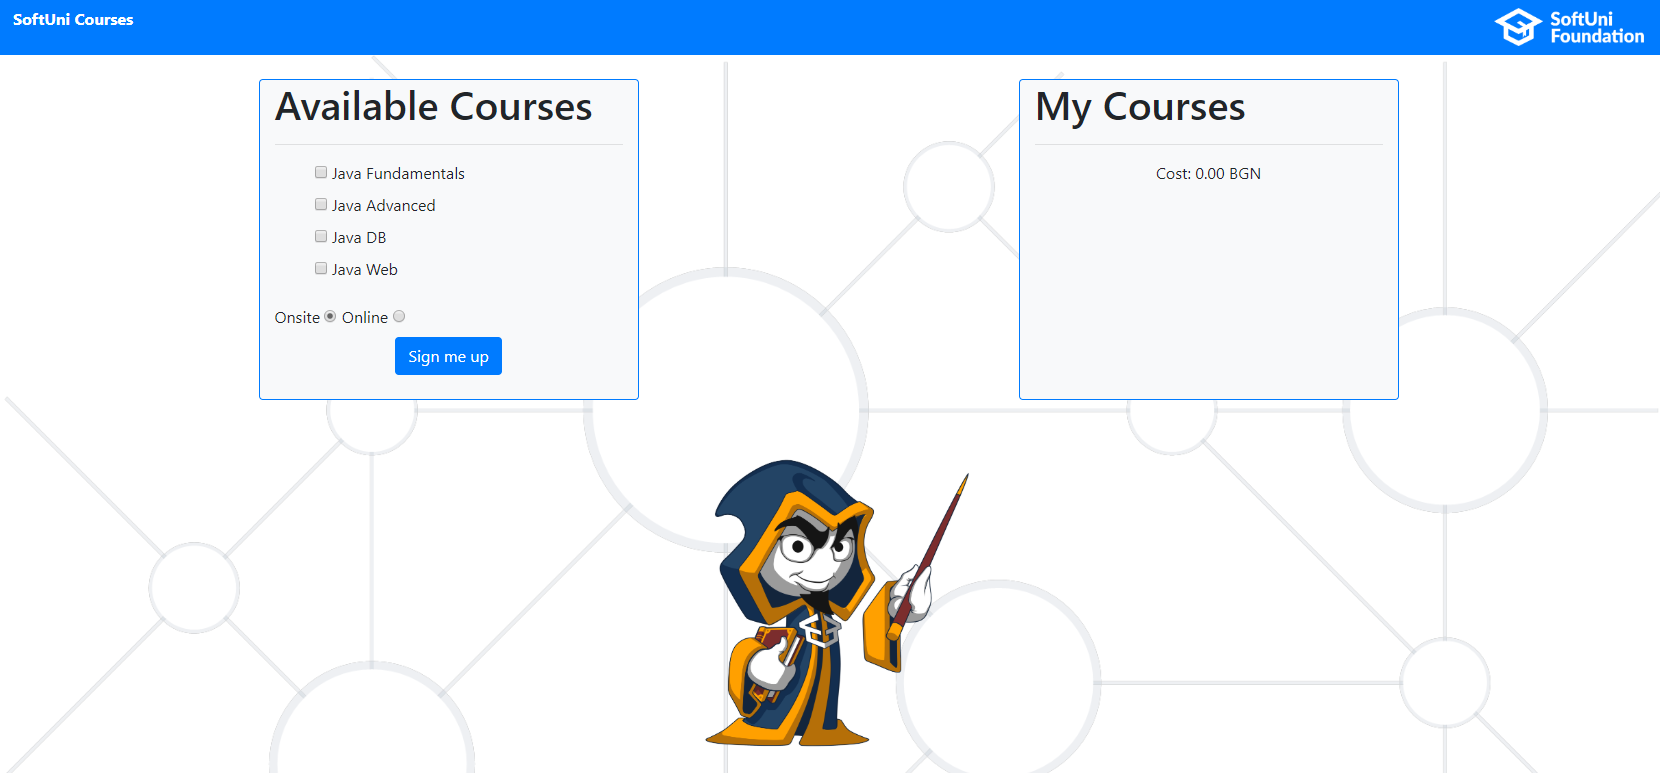 SoftUni Courses
SoftUni
Foundation
Available Courses
Java Fundamentals
Java Advanced
Java DB
Java Web
Onsite Online
Sign me up
My Courses
Cost: 0.00 BGN